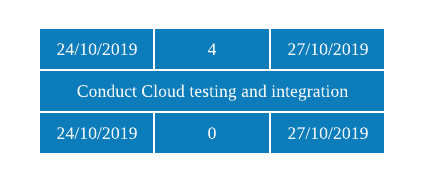 24/10/2019 4 27/10/2019
Conduct Cloud testing and integration
24/10/2019 0 27/10/2019